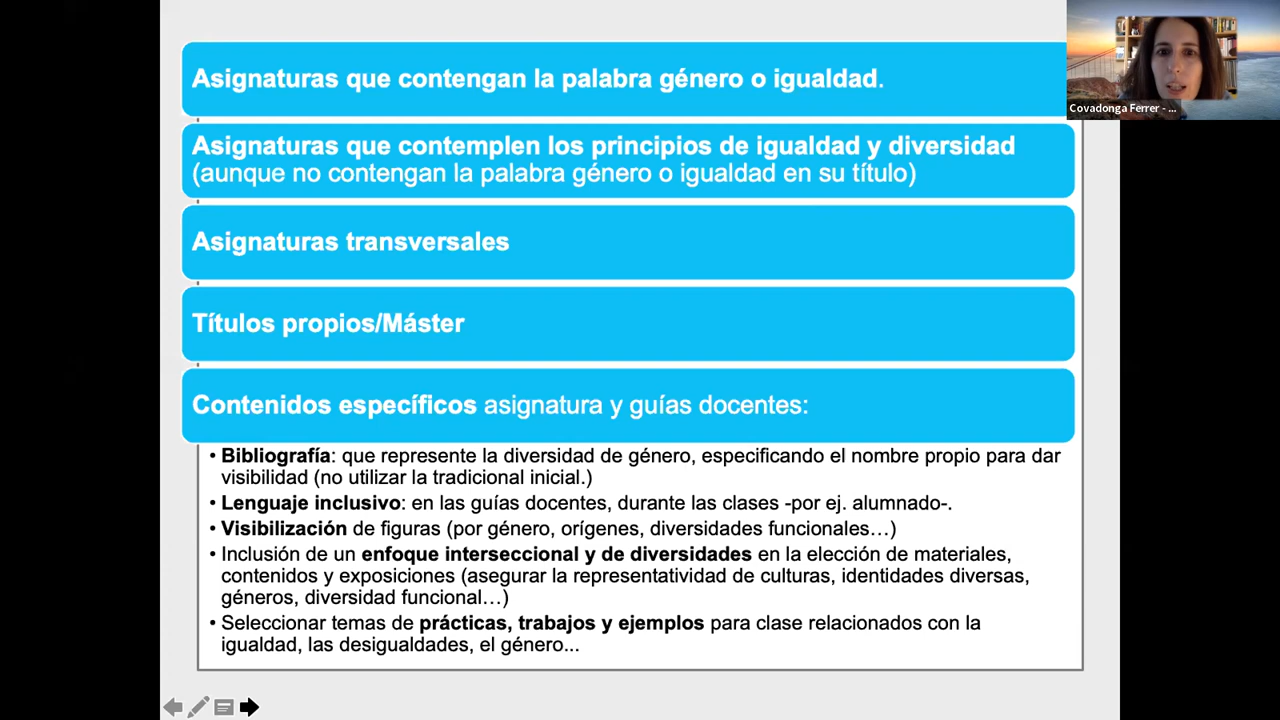 Asignaturas que contengan la palabra género o igualdad.
Asignaturas que contemplen los principios de igualdad y diversidad
(aunque no contengan la palabra género o igualdad en su título)
Asignaturas transversales
Títulos propios/Máster
Contenidos específicos asignatura y guías docentes:
• Bibliografía: que represente la diversidad de género, especificando el nombre propio para dar
visibilidad (no utilizar la tradicional inicial.)
• Lenguaje inclusivo: en las guías docentes, durante las clases -por ej. alumnado-.
• Visibilización de figuras (por género, orígenes, diversidades funcionales…)
• Inclusión de un enfoque interseccional y de diversidades en la elección de materiales,
contenidos y exposiciones (asegurar la representatividad de culturas, identidades diversas,
géneros, diversidad funcional…)
• Seleccionar temas de prácticas, trabajos y ejemplos para clase relacionados con la
igualdad, las desigualdades, el género...
Covadonga Ferrer - ...